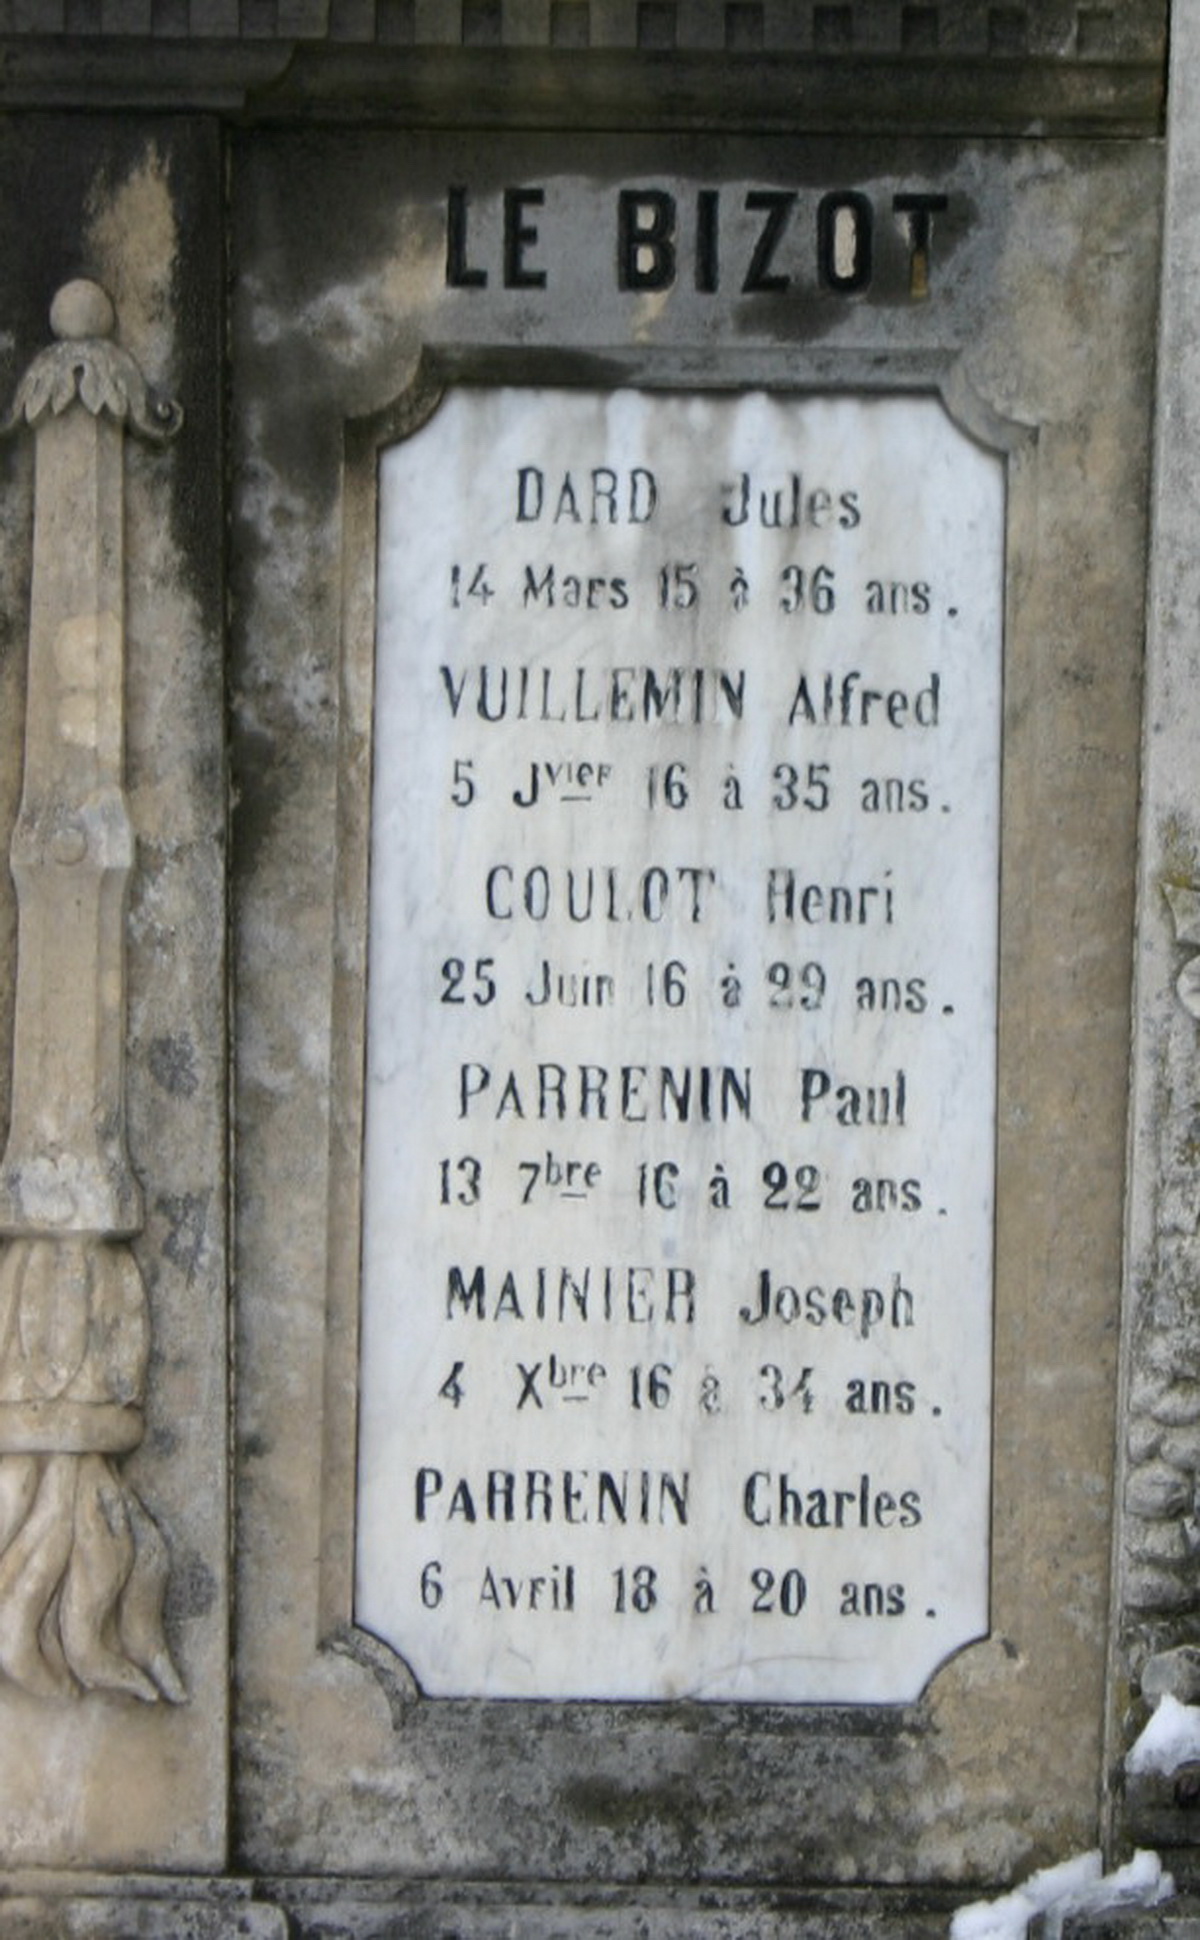 LE BIZOT
DARD Jules
14 Mars 15 à 36 ans.
VUILLEMIN Alfred
5 Jvier 16 à 35 ans.
COULOT Henri
25 Juin 16 à 29 ans.
PARRENIN Paul
13 7bre 16 à 22 ans.
MAINIER Joseph
4 Xbre 16 à 34 ans.
PARRENIN Charles
6 Avril 18 à 20 ans.